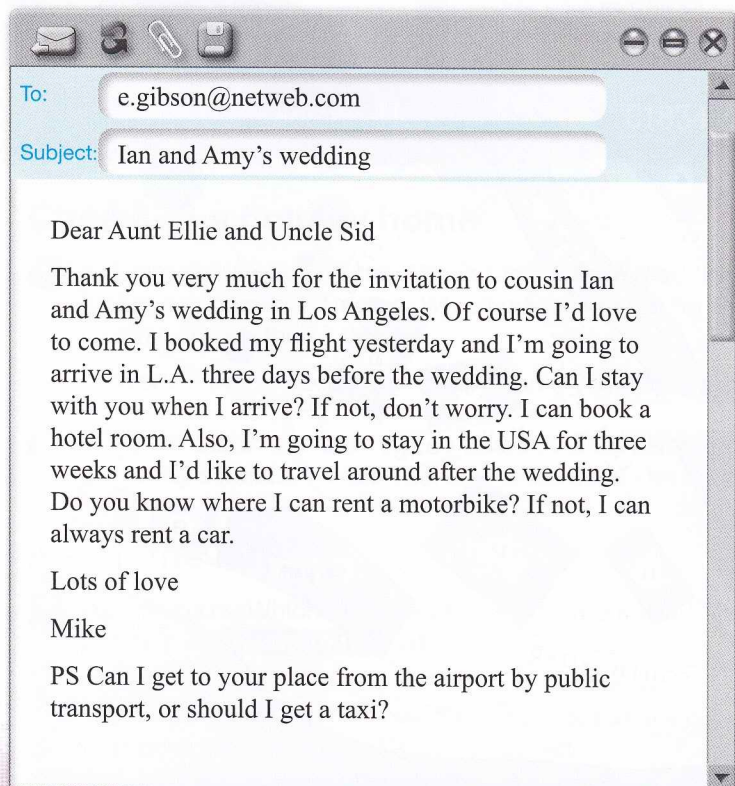 To: e.gibson@netweb.com
Subject: Ian and Amy's wedding
Dear Aunt Ellie and Uncle Sid
Thank you very much for the invitation to cousin Ian
and Amy's wedding in Los Angeles. Of course I'd love
to come. I booked my flight yesterday and I'm going to
arrive in L.A. three days before the wedding. Can I stay
with you when I arrive? If not, don't worry. I can book a
hotel room. Also, I'm going to stay in the USA for three
weeks and I'd like to travel around after the wedding.
Do you know where I can rent a motorbike? If not, I can
always rent a car.
Lots of love
Mike
PS Can I get to your place from the airport by public
transport, or should I get a taxi?